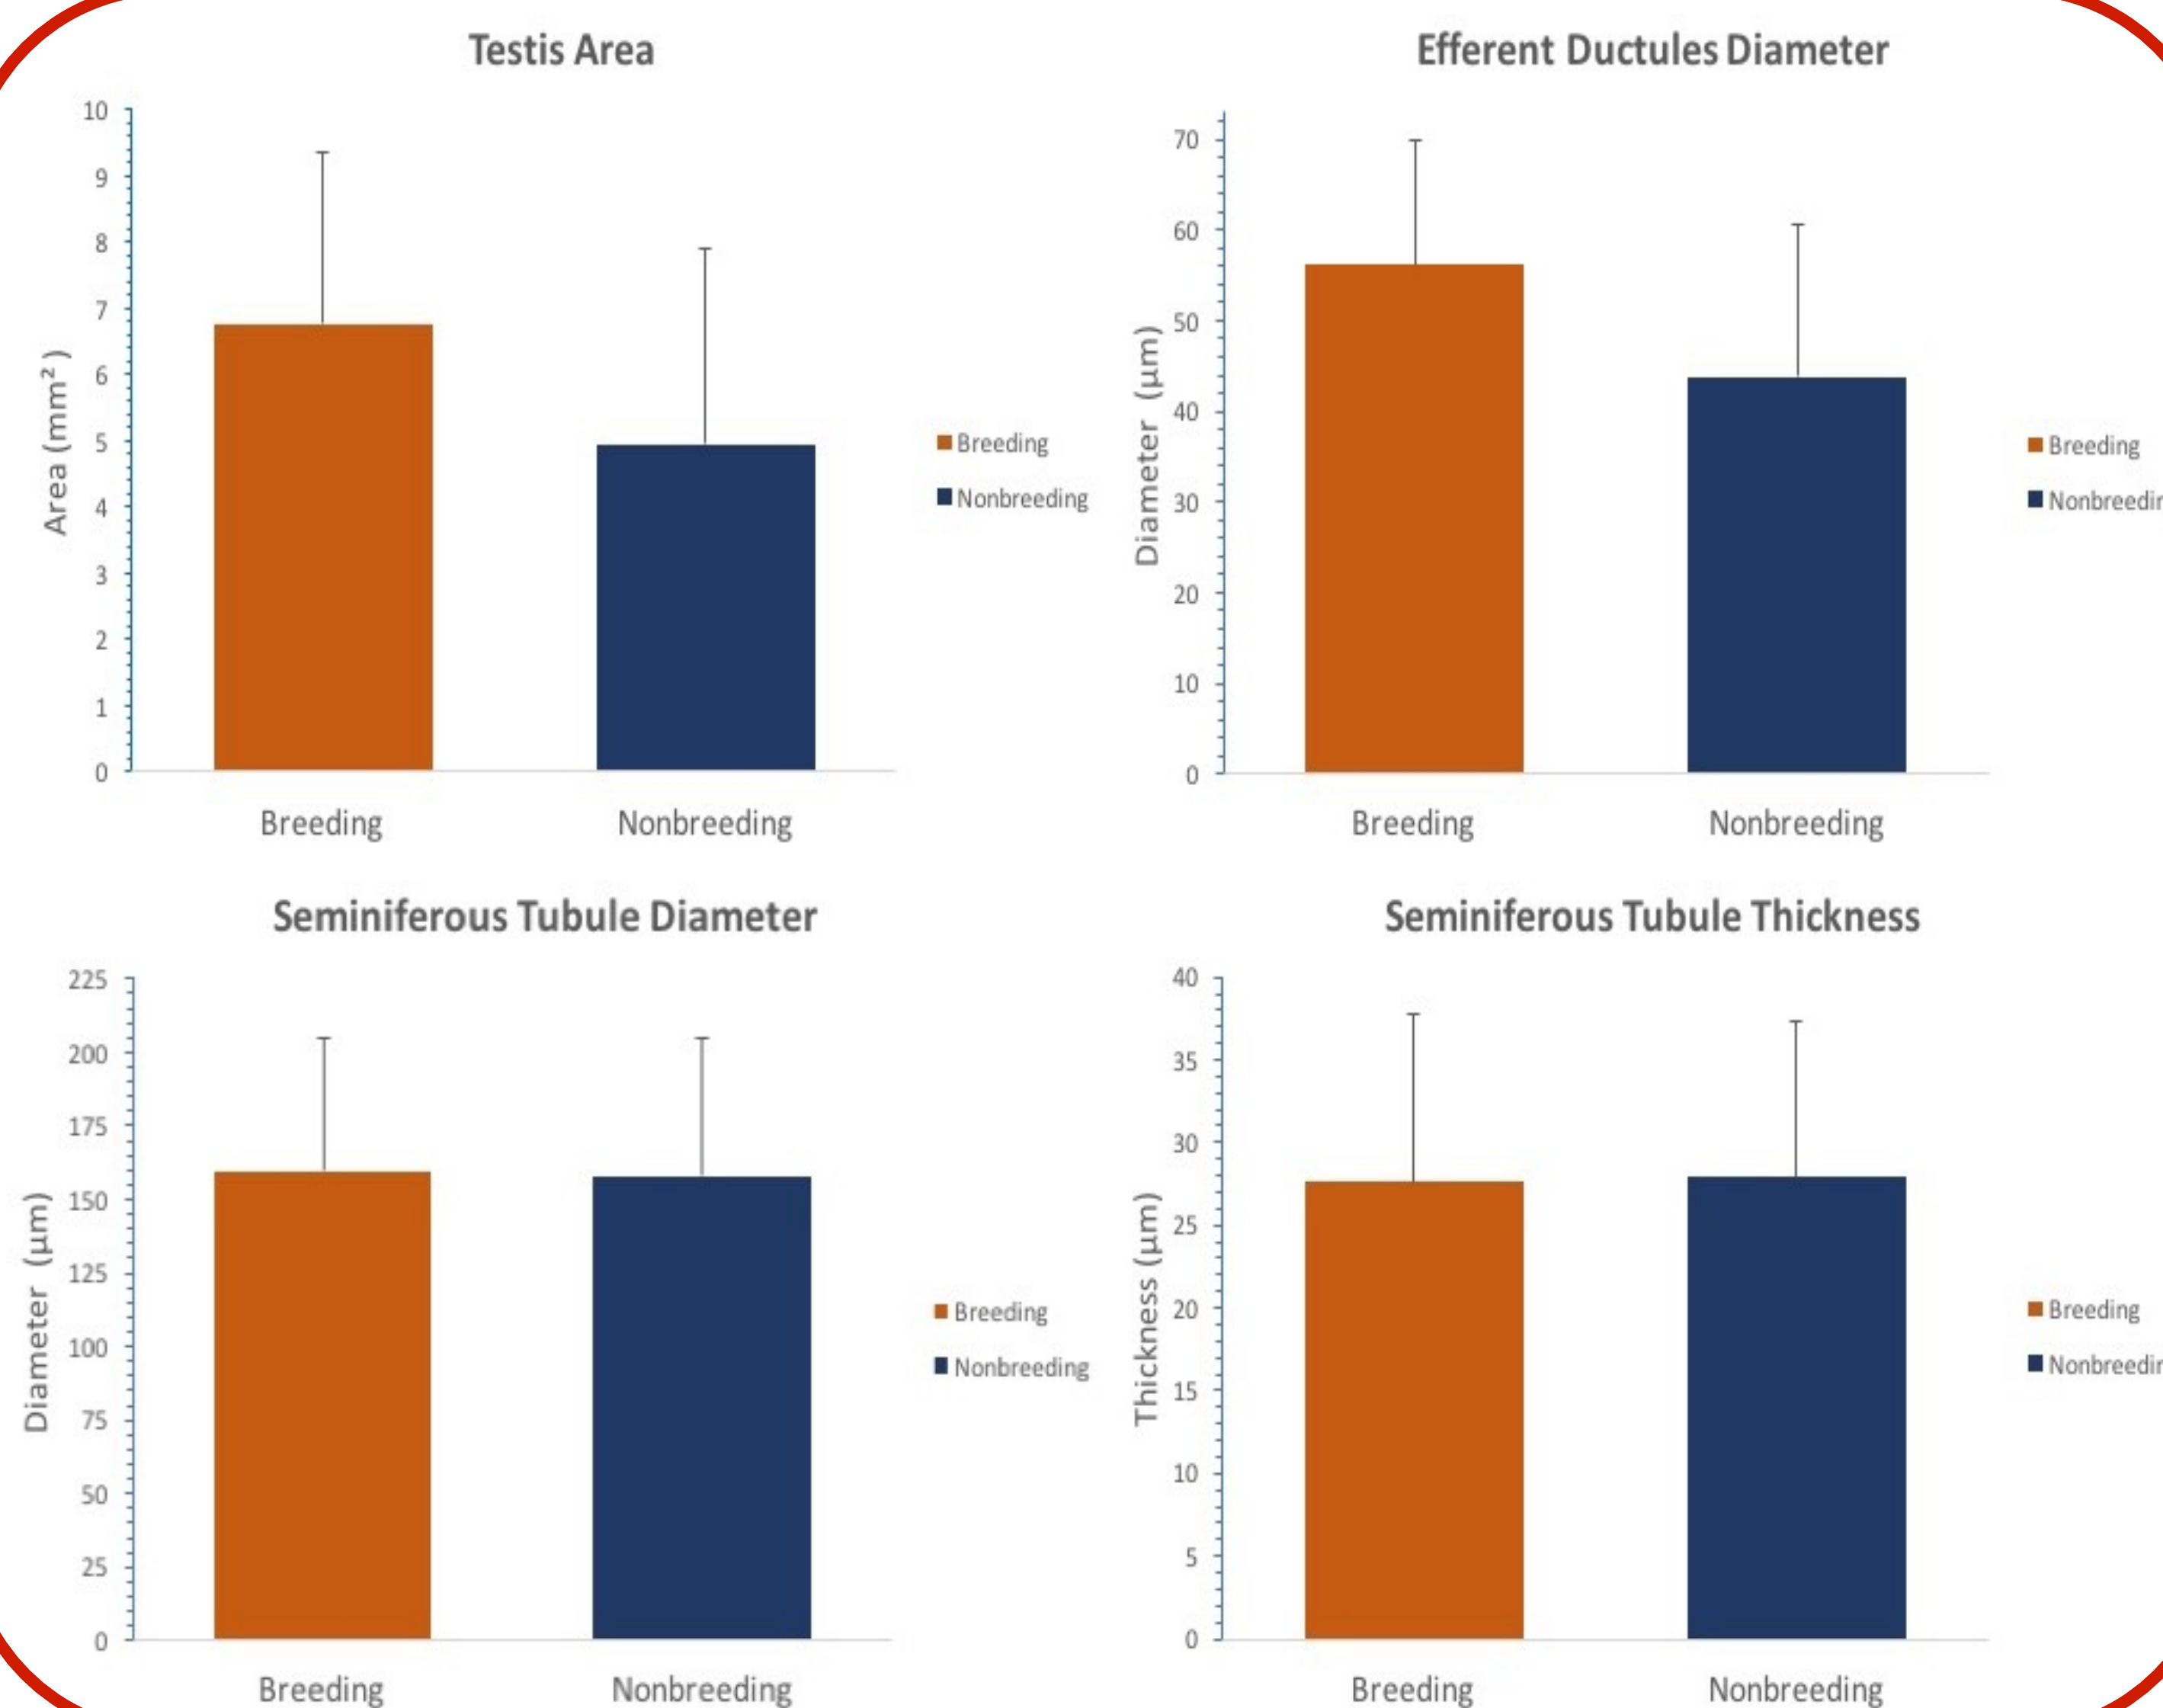 Testis Area
Area (mm²)
10
9
8
7
6
5
4
3
2
1
0
Breeding
Nonbreeding
Breeding
Nonbreeding
Efferent Ductules Diameter
Diameter (μm)
70
60
50
40
30
20
10
0
Breeding
Nonbreeding
Breeding
Nonbreedin
Seminiferous Tubule Diameter
Diameter (μm)
225
200
175
150
125
100
75
50
25
0
Breeding
Nonbreeding
Breeding
Nonbreeding
Seminiferous Tubule Thickness
Thickness (μm)
40
35
30
25
20
15
10
5
0
Breeding
Nonbreeding
Breeding
Nonbreedin